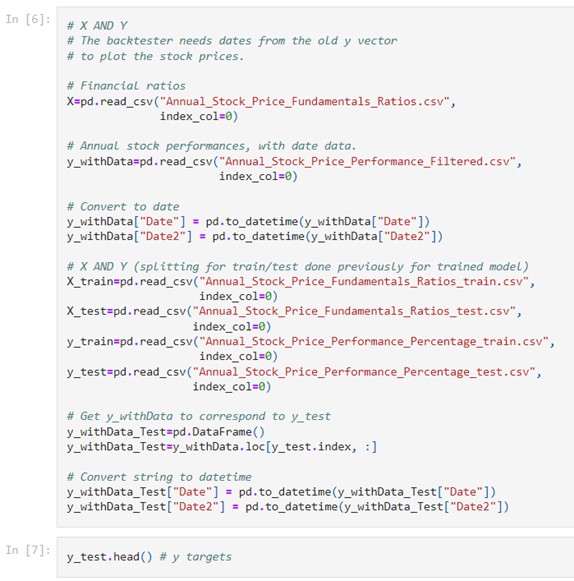 In [6]:
# X AND Y
# The backtester needs dates from the old y vector
# to plot the stock prices.
# Financial ratios
X=pd.read_csv("Annual_Stock_Price_Fundamentals_Ratios.csv",
index_col=0)
# Annual stock performances, with date data.
y_withData=pd.read_csv("Annual_Stock_Price_Performance_Filtered.csv",
index_col=0)
# Convert to date
y_withData["Date"] = pd.to_datetime(y_withData["Date"])
y_withData["Date2"] = pd.to_datetime(y_withData["Date2"])
# X AND Y (splitting for train/test done previously for trained model)
X_train=pd.read_csv("Annual_Stock_Price_Fundamentals_Ratios_train.csv",
index_col=0)
X_test=pd.read_csv("Annual_Stock_Price_Fundamentals_Ratios_test.csv",
index_col=0)
y_train=pd.read_csv("Annual_Stock_Price_Performance_Percentage_train.csv",
index_col=0)
y_test=pd.read_csv("Annual_Stock_Price_Performance_Percentage_test.csv",
index_col=0)
# Get y_withData to correspond to y_test
y_withData_Test=pd.DataFrame()
y_withData_Test=y_withData.loc[y_test.index, :]
# Convert string to datetime
y_withData_Test["Date"] = pd.to_datetime(y_withData_Test["Date"])
y_withData_Test["Date2"] = pd.to_datetime(y_withData_Test["Date2"])
In [7]:
y_test.head() # y targets